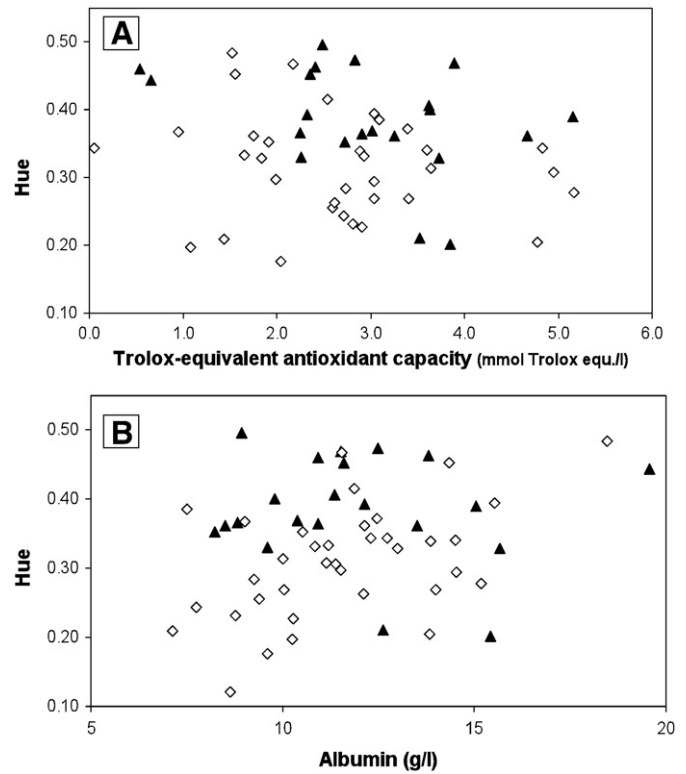 A
0.50
0.40
0.30
0.20
0.10
Hue
0.0 1.0 2.0 3.0 4.0 5.0 6.0
Trolox-equivalent antioxidant capacity (mmol Trolox equ./l)
B
0.50
0.40
0.30
0.20
0.10
Hue
5 10 15 20
Albumin (g/l)